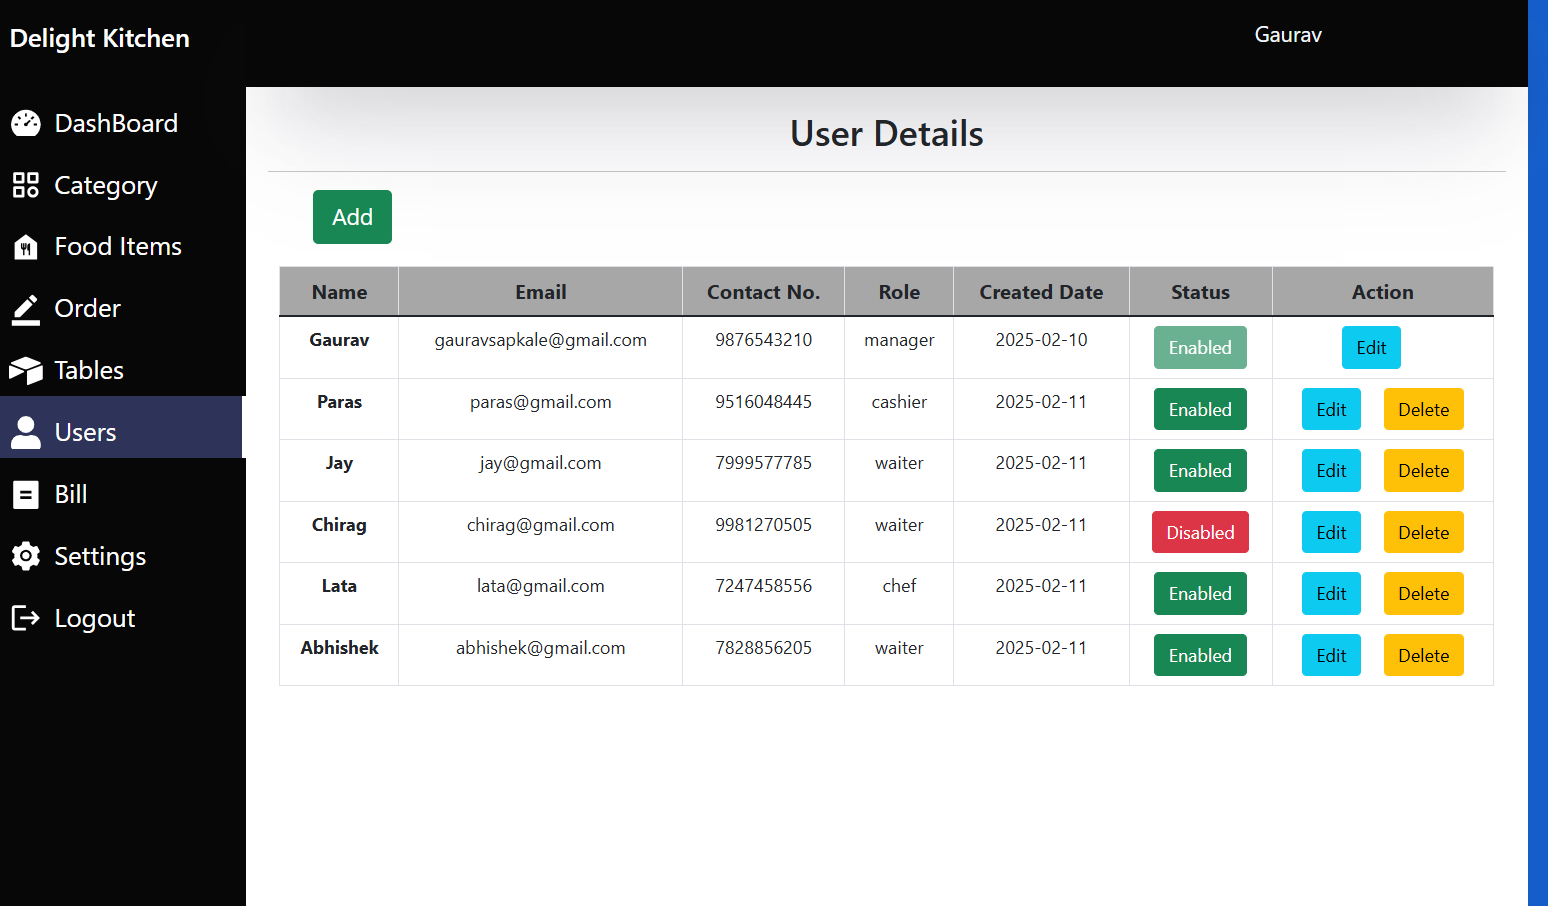 Delight Kitchen
Gaurav
DashBoard
Category
Food Items
Order
Tables
Users
Bill
Settings
Logout
User Details
Add
Name Email Contact No. Role Created Date Status Action
Gaurav gauravsapkale@gmail.com 9876543210 manager 2025-02-10 Enabled Edit
Paras paras@gmail.com 9516048445 cashier 2025-02-11 Enabled Edit Delete
Jay jay@gmail.com 7999577785 waiter 2025-02-11 Enabled Edit Delete
Chirag chirag@gmail.com 9981270505 waiter 2025-02-11 Disabled Edit Delete
Lata lata@gmail.com 7247458556 chef 2025-02-11 Enabled Edit Delete
Abhishek abhishek@gmail.com 7828856205 waiter 2025-02-11 Enabled Edit Delete